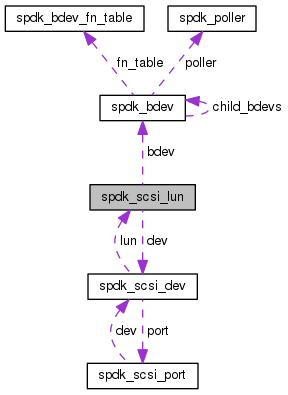 spdk_bdev_fn_table
spdk_poller
fn_table
poller
spdk_bdev
child_bdevs
bdev
spdk_scsi_lun
lun
dev
spdk_scsi_dev
dev
port
spdk_scsi_port